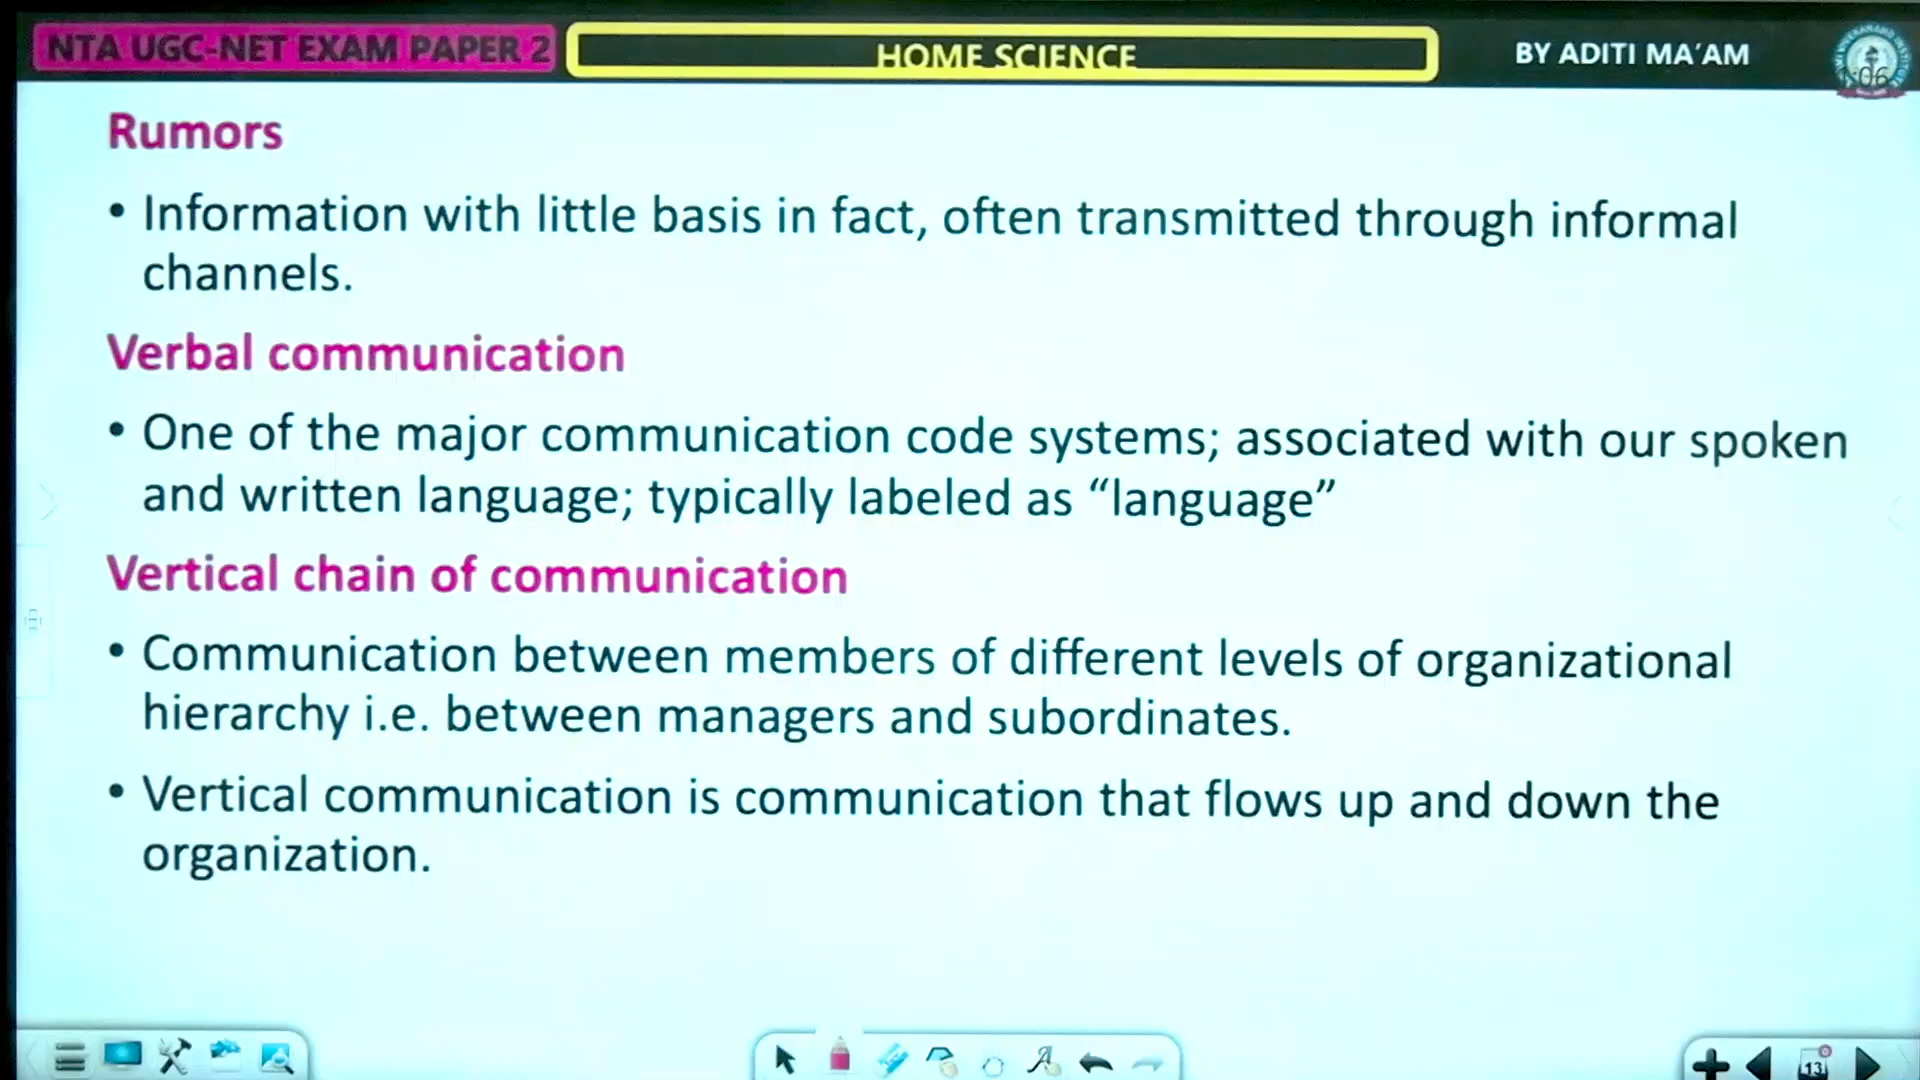 NTA UGC-NET EXAM PAPER 2
HOME SCIENCE
BY ADITI MA'AM
Rumors
• Information with little basis in fact, often transmitted through informal
channels.
Verbal communication
• One of the major communication code systems; associated with our spoken
and written language; typically labeled as “language”
Vertical chain of communication
• Communication between members of different levels of organizational
hierarchy i.e. between managers and subordinates.
• Vertical communication is communication that flows up and down the
organization.
13